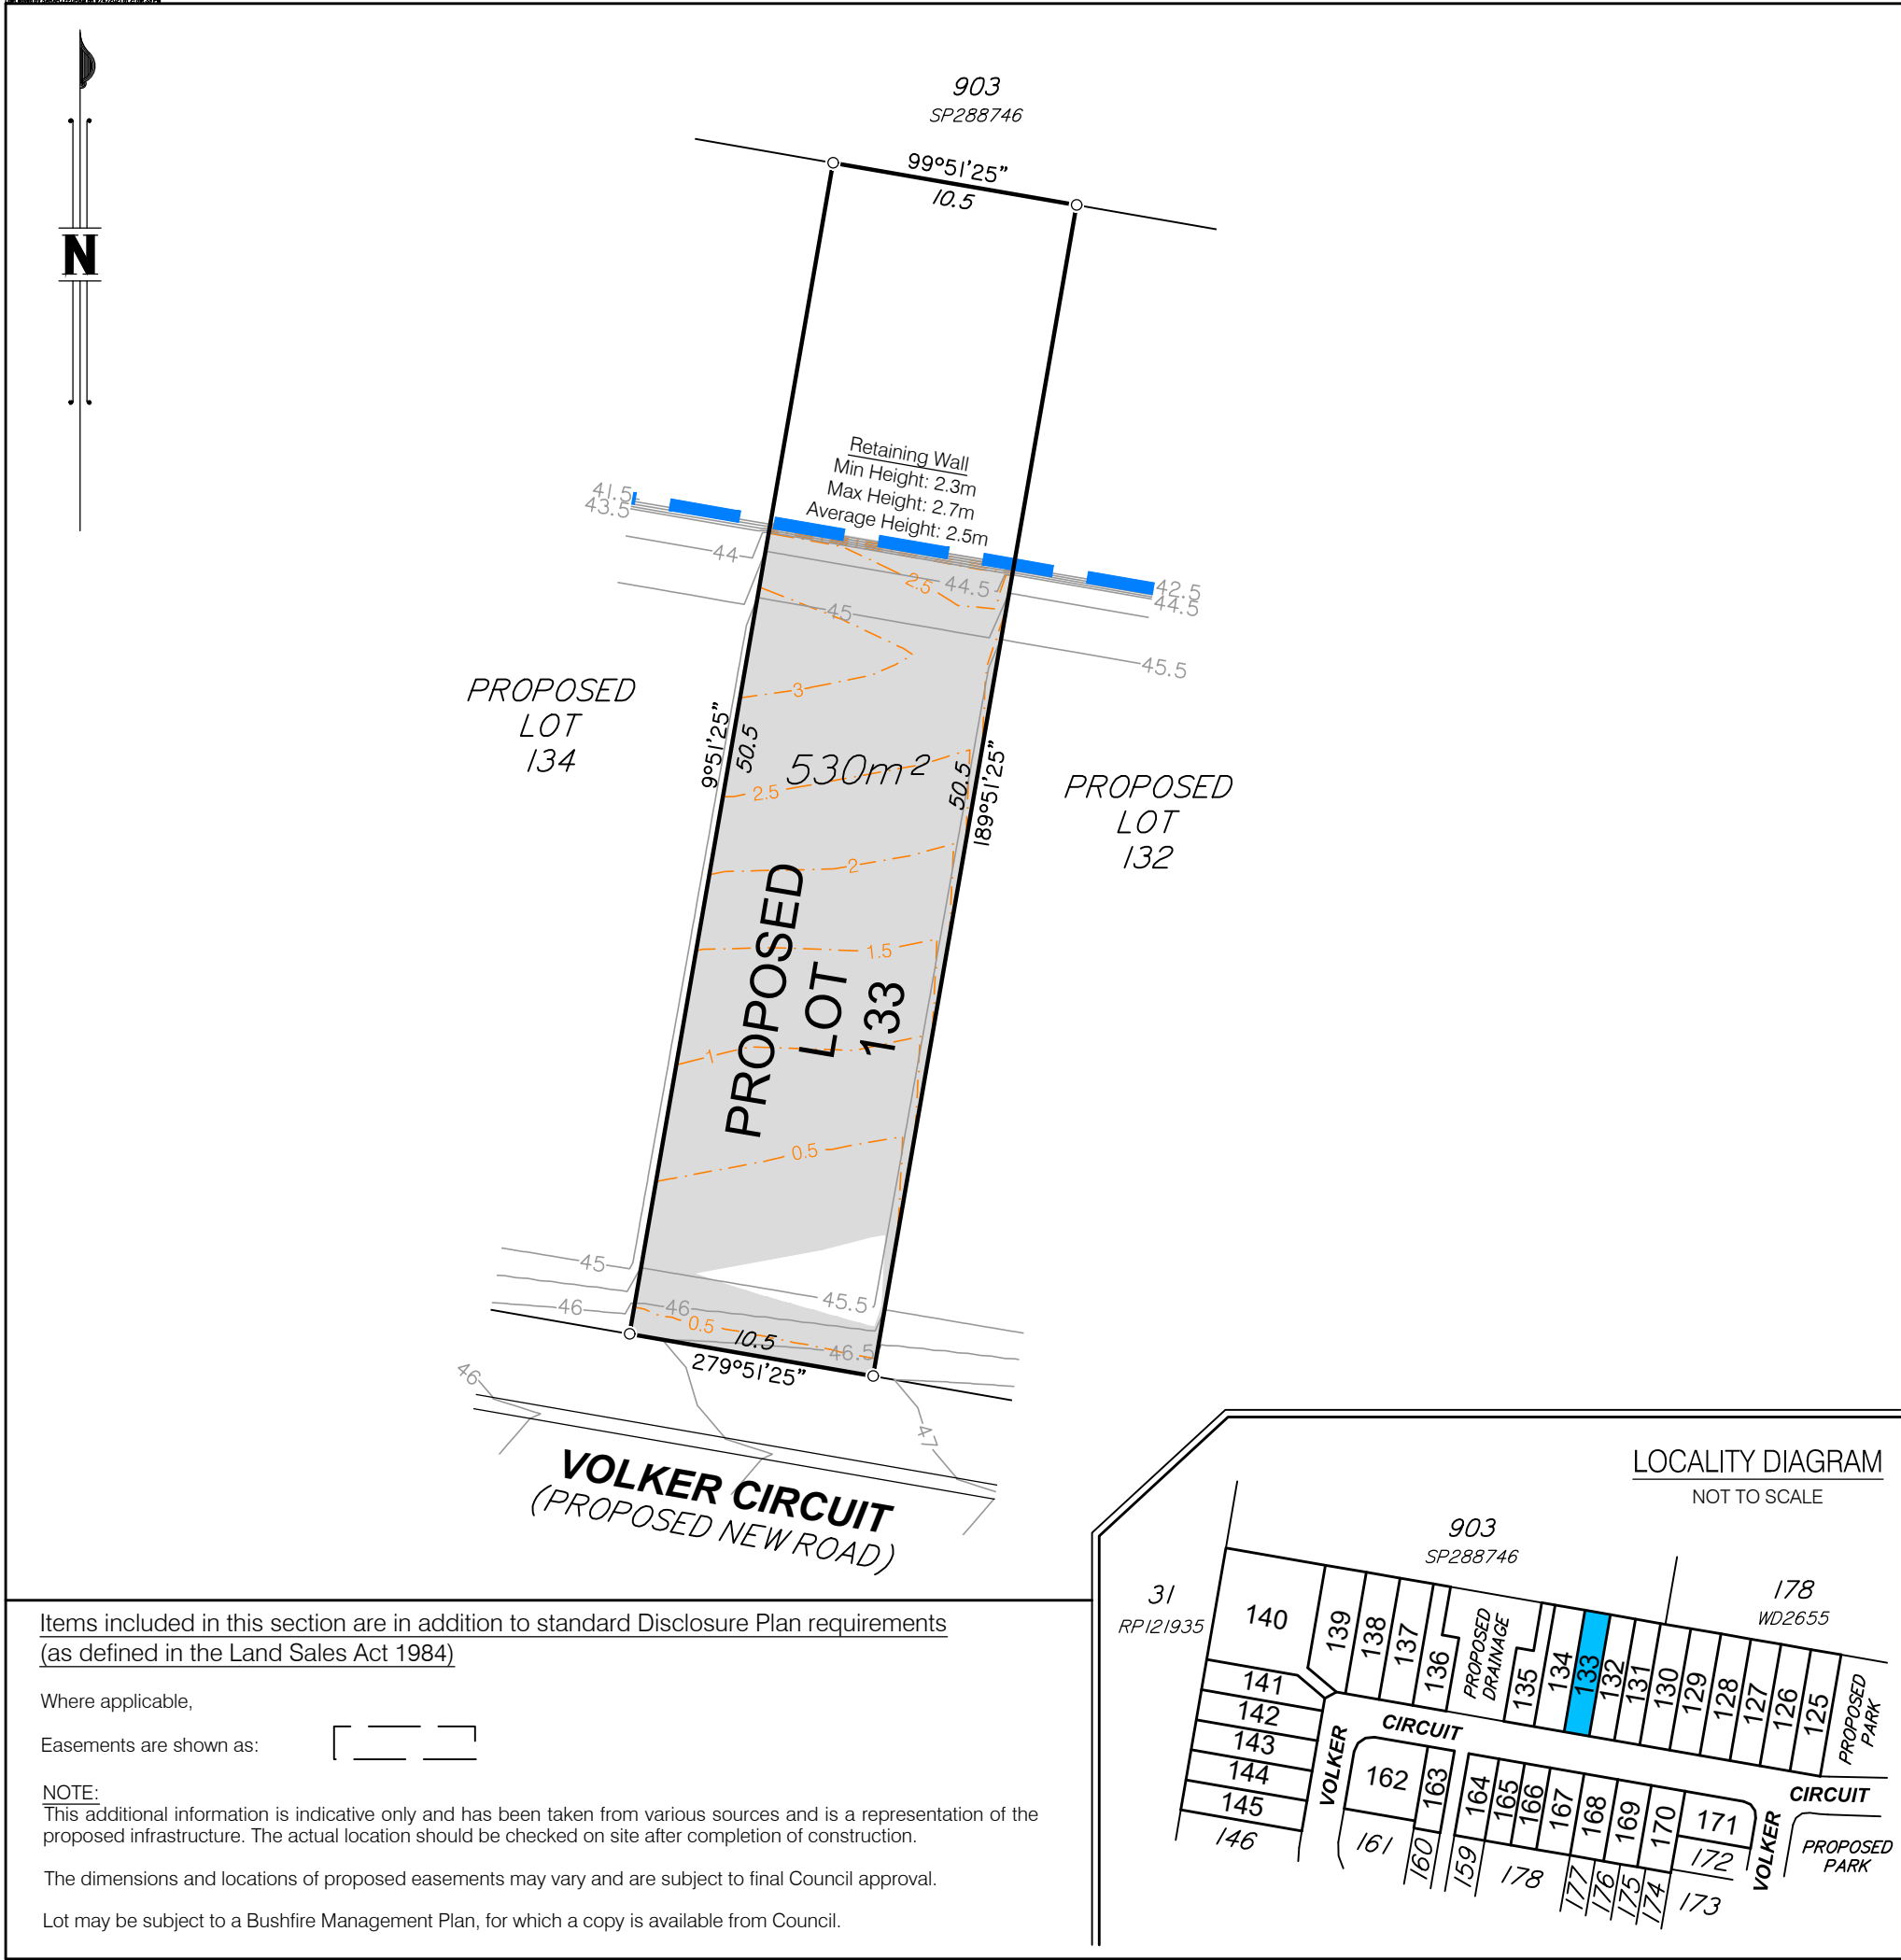 N
903
SP288746
99°51'25"
10.5
Retaining Wall
Min Height: 2.3m
Max Height: 2.7m
Average Height: 2.5m
41.5
43.5
44
44.5
2.5
42.5
44.5
45
45.5
3
PROPOSED
LOT
134
9°51'25"
50.5
530m²
50.5
189°51'25"
PROPOSED
LOT
132
2.5
2
1.5
1
0.5
PROPOSED
LOT
133
45
45.5
46
46
0.5
10.5
46.5
279°51'25"
46
47
VOLKER CIRCUIT
(PROPOSED NEW ROAD)
Items included in this section are in addition to standard Disclosure Plan requirements
(as defined in the Land Sales Act 1984)
Where applicable,
Easements are shown as:
NOTE:
This additional information is indicative only and has been taken from various sources and is a representation of the
proposed infrastructure. The actual location should be checked on site after completion of construction.
The dimensions and locations of proposed easements may vary and are subject to final Council approval.
Lot may be subject to a Bushfire Management Plan, for which a copy is available from Council.
LOCALITY DIAGRAM
NOT TO SCALE
903
SP288746
31
RP121935
178
WD2655
140
139
138
137
136
PROPOSED
DRAINAGE
135
134
133
132
131
130
129
128
127
126
125
PROPOSED
PARK
141
142
143
144
145
146
VOLKER
CIRCUIT
162
163
164
165
166
167
168
169
170
171
172
161
160
159
178
177
176
175
174
173
VOLKER
CIRCUIT
PROPOSED
PARK